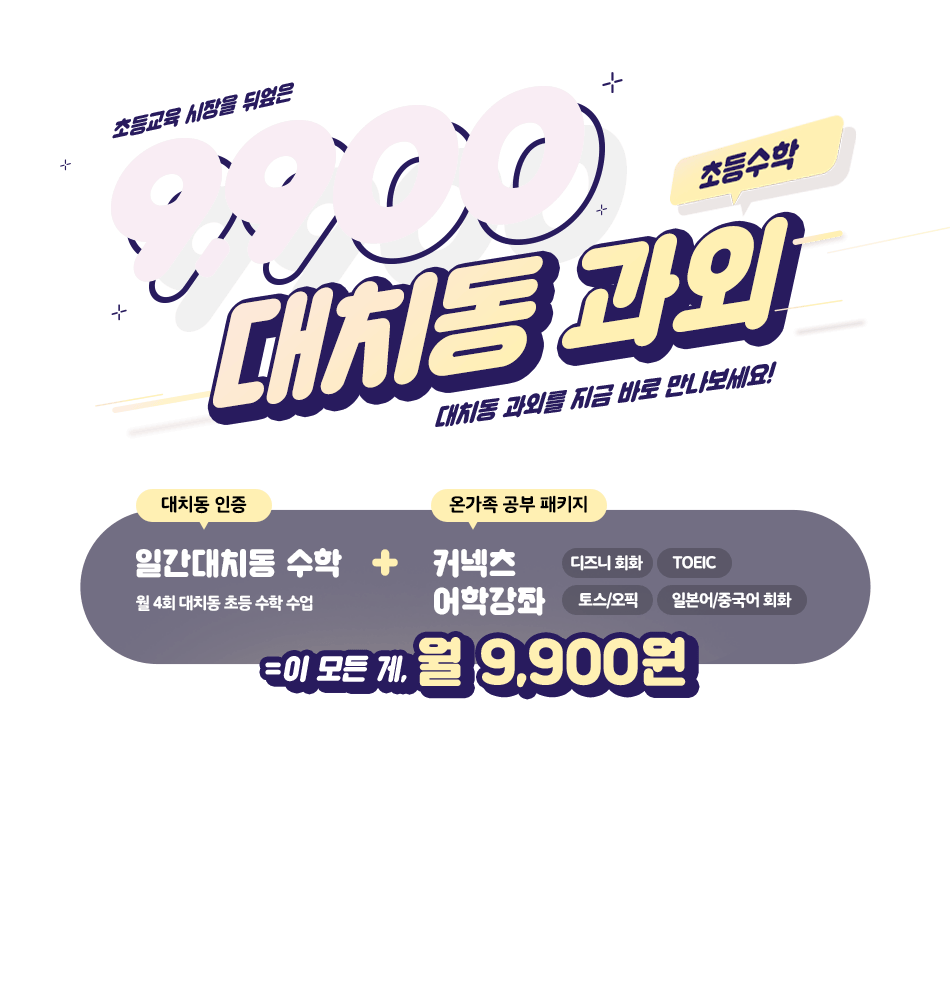 초등교육 시장을 뒤엎은
9900
초등수학
대치동 과외
대치동 과외를 지금 바로 만나보세요!
대치동 인증
온가족 공부 패키지
일간대치동 수학 + 커넥츠 어학강좌
디즈니 회화
TOEIC
월 4회 대치동 초등 수학 수업
토스/오픽
일본어/중국어 회화
=이 모든 게, 월 9,900원